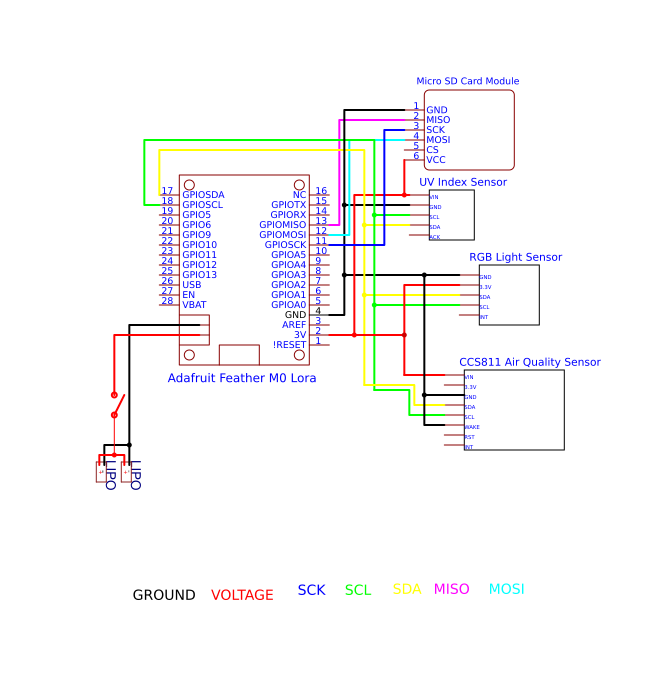 Micro SD Card Module
1 GND
2 MISO
3 SCK
4 MOSI
5 CS
6 VCC
UV Index Sensor
VIN
GND
SCL
SDA
ACK
RGB Light Sensor
GND
3.3V
SDA
SCL
INT
CCS811 Air Quality Sensor
VIN
3.3V
GND
SDA
SCL
WAKE
RST
INT
17 GPIOSDA NC 16
18 GPIOSCL GPIOTX 15
19 GPIO5 GPIORX 14
20 GPIO6 GPIOMISO 13
21 GPIO9 GPIOMOSI 12
22 GPIO10 GPIOSCK 11
23 GPIO11 GPIOA5 10
24 GPIO12 GPIOA4 9
25 GPIO13 GPIOA3 8
26 USB GPIOA2 7
27 EN GPIOA1 6
28 VBAT GPIOA0 5
GND 4
AREF 3
3V 2
!RESET 1
Adafruit Feather M0 Lora
LIPO
LIPO
GROUND VOLTAGE SCK SCL SDA MISO MOSI